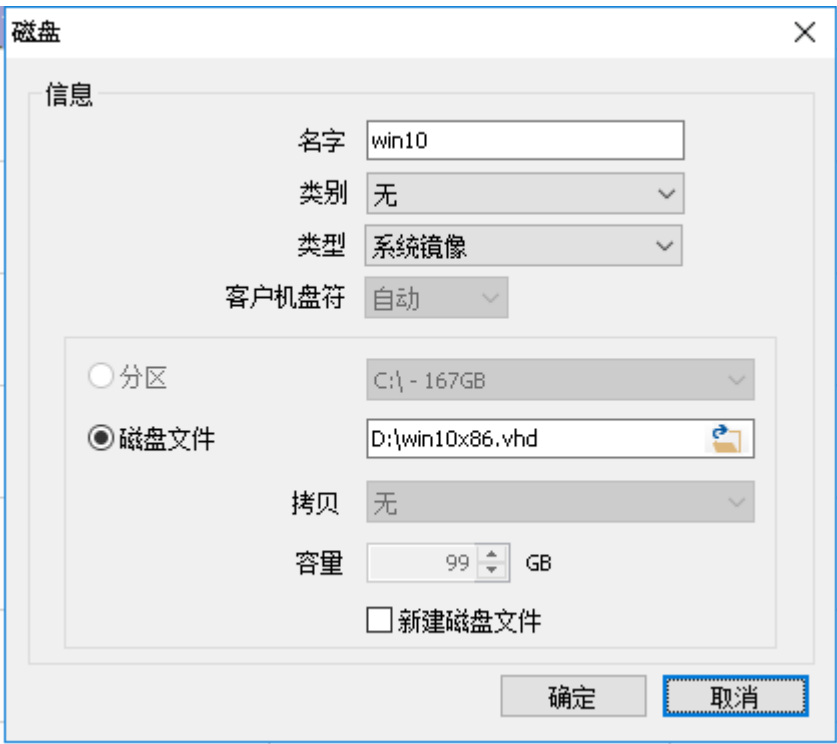 磁盘
信息
名字 win10
类别 无
类型 系统镜像
客户机盘符 自动
分区 C:\ - 167GB
磁盘文件 D:\win10x86.vhd
拷贝 无
容量 99 GB
新建磁盘文件
确定 取消